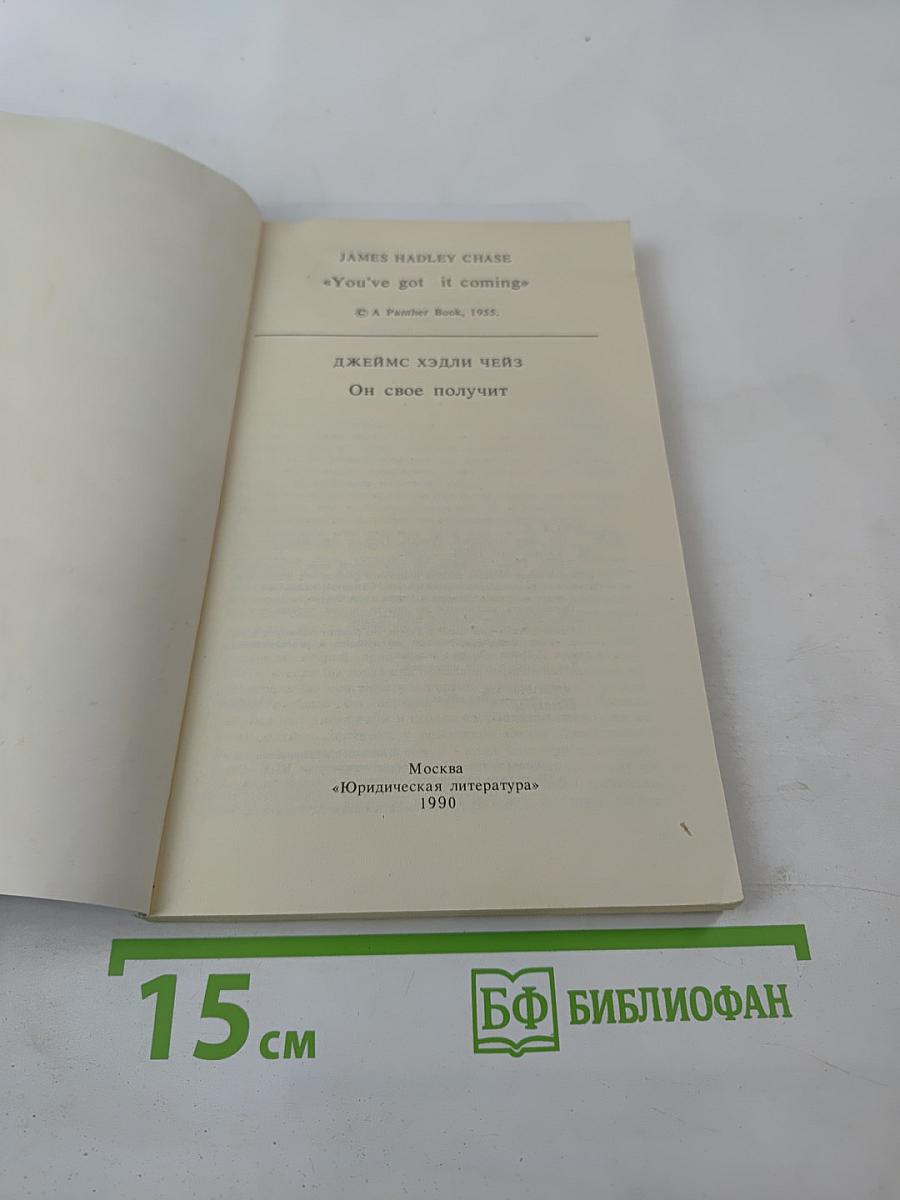 JAMES HADLEY CHASE
«You've got it coming»
© A Panther Book, 1955.
ДЖЕЙМС ХЭДЛИ ЧЕЙЗ
Он свое получит
Москва
«Юридическая литература»
1990
15 см
БФ БИБЛИОФАН